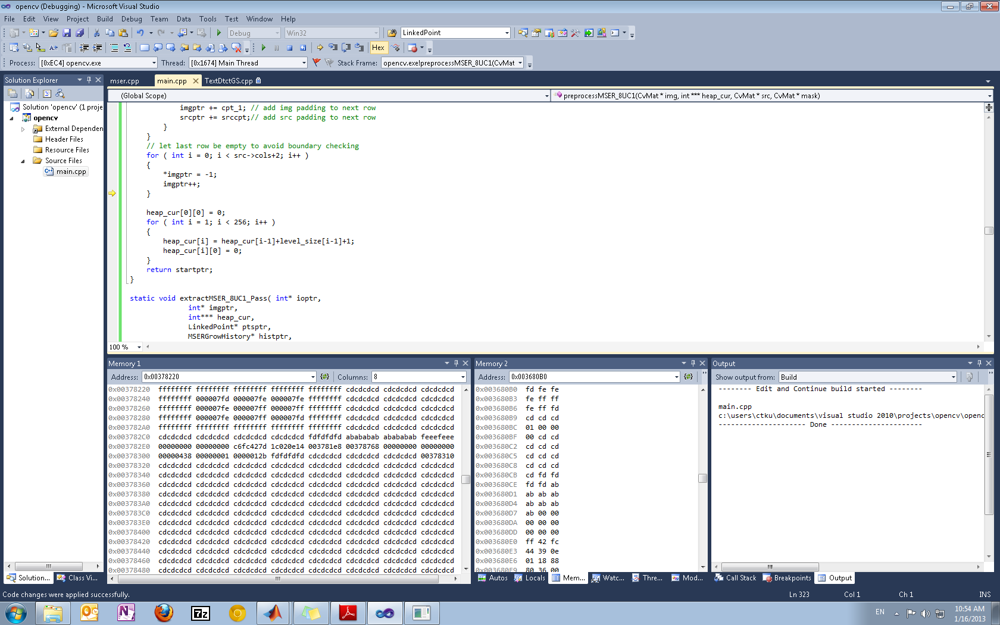 opencv (Debugging) - Microsoft Visual Studio
File Edit View Project Build Debug Team Data Tools Test Window Help
Debug Win32 LinkedPoint
Hex
Process: [0xEC4] opencv.exe Thread: [0x1674] Main Thread Stack Frame: opencv.exe!preprocessMSER_8UC1(CvMat
Solution Explorer
Solution 'opencv' (1 proje
opencv
External Dependen
Header Files
Resource Files
Source Files
main.cpp
Solution... Class Vi...
mser.cpp main.cpp TextDtctGS.cpp
(Global Scope) preprocessMSER_8UC1(CvMat * img, int *** heap_cur, CvMat * src, CvMat * mask)
imgptr += cpt_1; // add img padding to next row
srcptr += srccpt;// add src padding to next row
}
}
// let last row be empty to avoid boundary checking
for ( int i = 0; i < src->cols+2; i++ )
{
*imgptr = -1;
imgptr++;
}
heap_cur[0][0] = 0;
for ( int i = 1; i < 256; i++ )
{
heap_cur[i] = heap_cur[i-1]+level_size[i-1]+1;
heap_cur[i][0] = 0;
}
return startptr;
}
static void extractMSER_8UC1_Pass( int* ioptr,
int* imgptr,
int*** heap_cur,
LinkedPoint* ptsptr,
MSERGrowHistory* histptr,
100 %
Memory 1
Address: 0x00378220 Columns: 8
0x00378220 ffffffff ffffffff ffffffff ffffffff ffffffff cdcdcdcd cdcdcdcd cdcdcdcd
0x00378240 ffffffff 000007fd 000007fe 000007fe ffffffff cdcdcdcd cdcdcdcd cdcdcdcd
0x00378260 ffffffff 000007fe 000007ff 000007ff ffffffff cdcdcdcd cdcdcdcd cdcdcdcd
0x00378280 ffffffff 000007fe 000007ff 000007fd ffffffff cdcdcdcd cdcdcdcd cdcdcdcd
0x003782A0 ffffffff ffffffff ffffffff ffffffff ffffffff cdcdcdcd cdcdcdcd cdcdcdcd
0x003782C0 cdcdcdcd cdcdcdcd cdcdcdcd cdcdcdcd fdfdfdfd abababab abababab feeefeee
0x003782E0 00000000 00000000 c6fc427d 1c020e14 003781e8 00378768 00000000 00000000
0x00378300 00000438 00000001 0000012b fdfdfdfd cdcdcdcd cdcdcdcd cdcdcdcd 00378310
0x00378320 cdcdcdcd cdcdcdcd cdcdcdcd cdcdcdcd cdcdcdcd cdcdcdcd cdcdcdcd cdcdcdcd
0x00378340 cdcdcdcd cdcdcdcd cdcdcdcd cdcdcdcd cdcdcdcd cdcdcdcd cdcdcdcd cdcdcdcd
0x00378360 cdcdcdcd cdcdcdcd cdcdcdcd cdcdcdcd cdcdcdcd cdcdcdcd cdcdcdcd cdcdcdcd
0x00378380 cdcdcdcd cdcdcdcd cdcdcdcd cdcdcdcd cdcdcdcd cdcdcdcd cdcdcdcd cdcdcdcd
0x003783A0 cdcdcdcd cdcdcdcd cdcdcdcd cdcdcdcd cdcdcdcd cdcdcdcd cdcdcdcd cdcdcdcd
0x003783C0 cdcdcdcd cdcdcdcd cdcdcdcd cdcdcdcd cdcdcdcd cdcdcdcd cdcdcdcd cdcdcdcd
0x003783E0 cdcdcdcd cdcdcdcd cdcdcdcd cdcdcdcd cdcdcdcd cdcdcdcd cdcdcdcd cdcdcdcd
0x00378400 cdcdcdcd cdcdcdcd cdcdcdcd cdcdcdcd cdcdcdcd cdcdcdcd cdcdcdcd cdcdcdcd
0x00378420 cdcdcdcd cdcdcdcd cdcdcdcd cdcdcdcd cdcdcdcd cdcdcdcd cdcdcdcd cdcdcdcd
0x00378440 cdcdcdcd cdcdcdcd cdcdcdcd cdcdcdcd cdcdcdcd cdcdcdcd cdcdcdcd cdcdcdcd
0x00378460 cdcdcdcd cdcdcdcd cdcdcdcd cdcdcdcd cdcdcdcd cdcdcdcd cdcdcdcd cdcdcdcd
0x00378480 cdcdcdcd cdcdcdcd cdcdcdcd cdcdcdcd cdcdcdcd cdcdcdcd cdcdcdcd cdcdcdcd
Memory 2
Address: 0x003680B0
0x003680B0 fd fe fe
0x003680B3 fe ff ff
0x003680B6 fe ff fd
0x003680B9 cd cd cd
0x003680BC 01 00 00
0x003680BF 00 cd cd
0x003680C2 cd cd cd
0x003680C5 cd cd cd
0x003680C8 cd cd cd
0x003680CB cd fd fd
0x003680CE fd fd ab
0x003680D1 ab ab ab
0x003680D4 ab ab ab
0x003680D7 ab 00 00
0x003680DA 00 00 00
0x003680DD 00 00 00
0x003680E0 ff 42 fc
0x003680E3 44 39 0e
0x003680E6 01 18 88
0x003680E9 80 36 00
Autos Locals Mem... Watc... Thre... Mod...
Output
Show output from: Build
-------- Edit and Continue build started --------
main.cpp
c:\users\ctku\documents\visual studio 2010\projects\opencv\openc
--------------------- Done ----------------------
Call Stack Breakpoints Output
Code changes were applied successfully. Ln 323 Col 1 Ch 1 INS
7z
EN
10:54 AM
1/16/2013